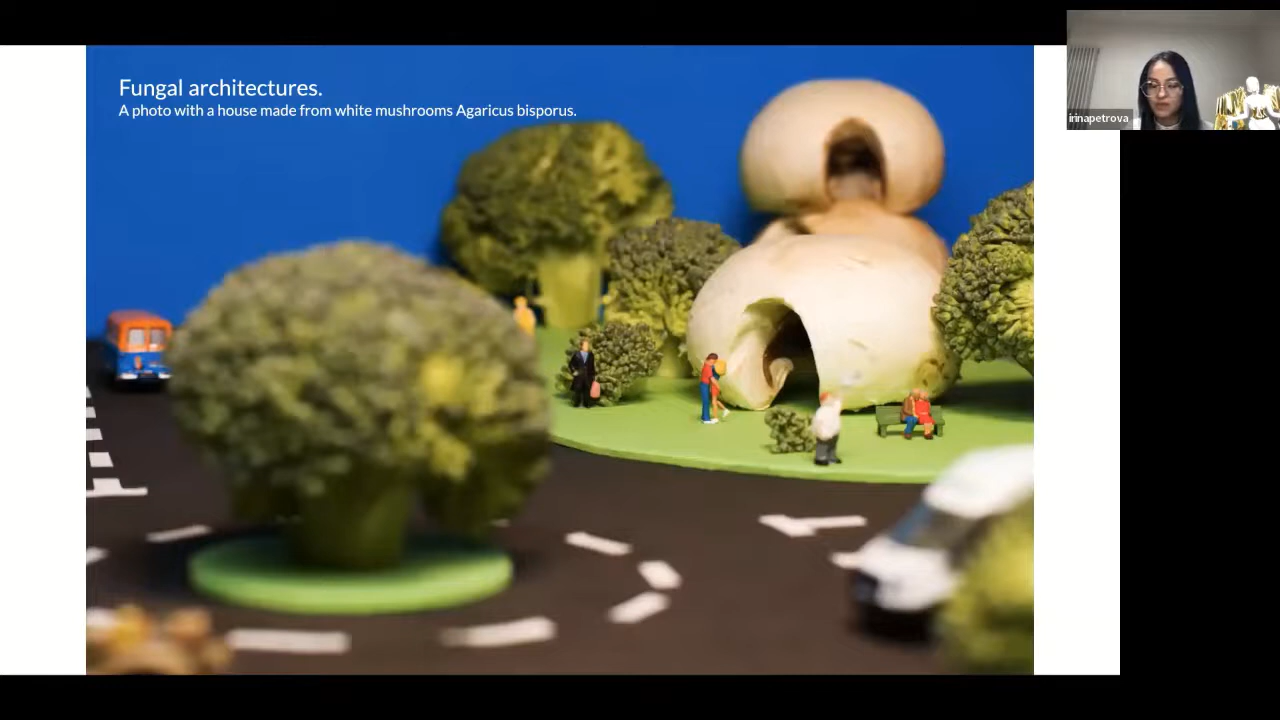 Fungal architectures.
A photo with a house made from white mushrooms Agaricus bisporus.
irinapetrova